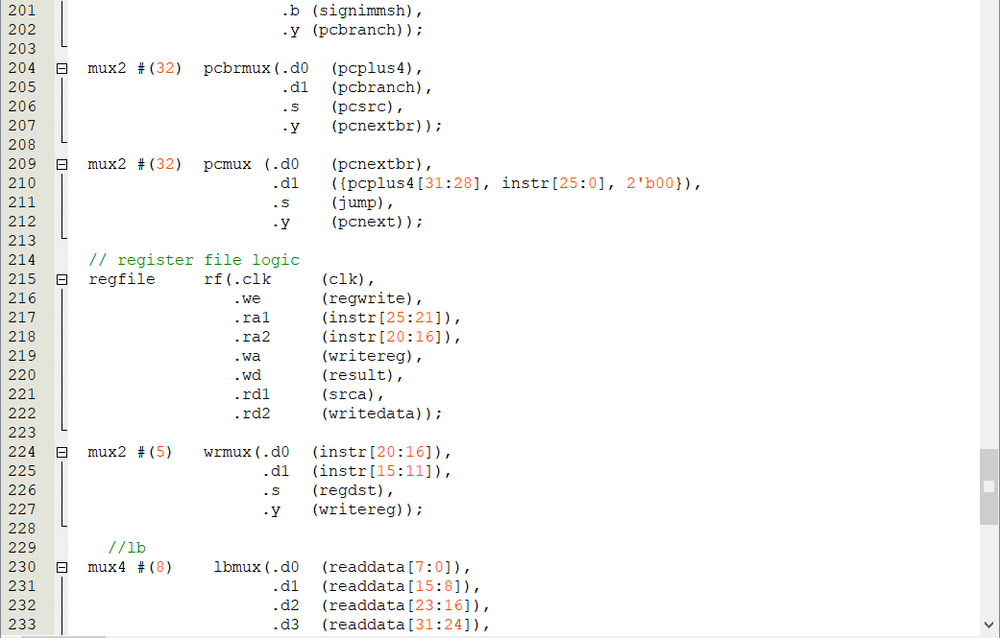 201                          .b (signimmsh),
202                          .y (pcbranch));
203
204     mux2 #(32)  pcbrmux(.d0  (pcplus4),
205                         .d1  (pcbranch),
206                         .s   (pcsrc),
207                         .y   (pcnextbr));
208
209     mux2 #(32)  pcmux (.d0   (pcnextbr),
210                        .d1   ({pcplus4[31:28], instr[25:0], 2'b00}),
211                        .s    (jump),
212                        .y    (pcnext));
213
214     // register file logic
215     regfile     rf(.clk     (clk),
216                    .we      (regwrite),
217                    .ra1     (instr[25:21]),
218                    .ra2     (instr[20:16]),
219                    .wa      (writereg),
220                    .wd      (result),
221                    .rd1     (srca),
222                    .rd2     (writedata));
223
224     mux2 #(5)   wrmux(.d0  (instr[20:16]),
225                       .d1  (instr[15:11]),
226                       .s   (regdst),
227                       .y   (writereg));
228
229       //lb
230     mux4 #(8)    lbmux(.d0  (readdata[7:0]),
231                        .d1  (readdata[15:8]),
232                        .d2  (readdata[23:16]),
233                        .d3  (readdata[31:24]),